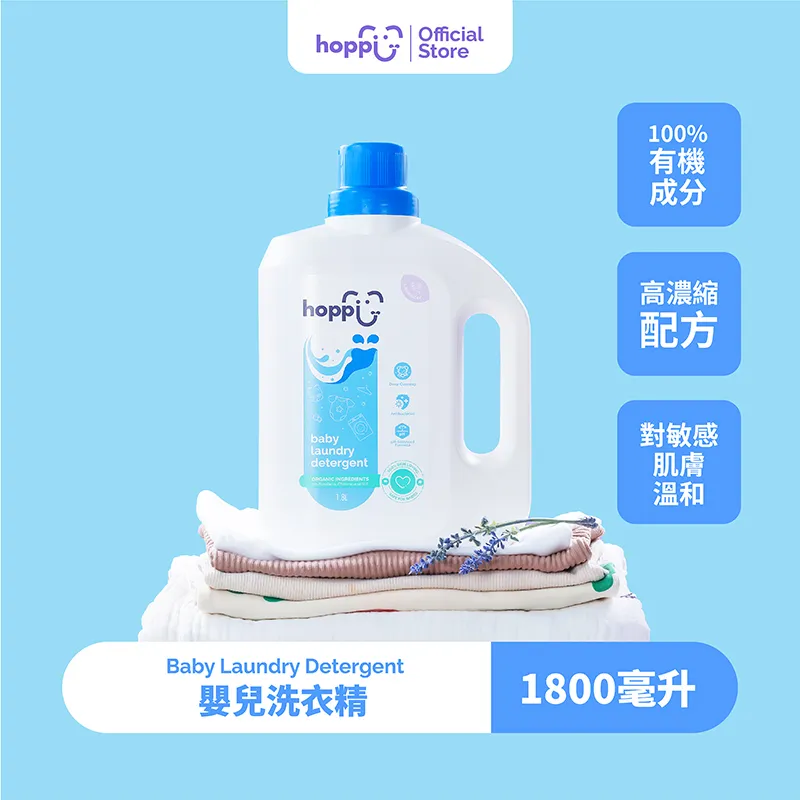 hoppi
Official
Store
100%
有機
成分
高濃縮
配方
對敏感
肌膚
溫和
hoppi
baby
laundry
detergent
ORGANIC INGREDIENTS
1.8L
Baby Laundry Detergent
嬰兒洗衣精
1800毫升